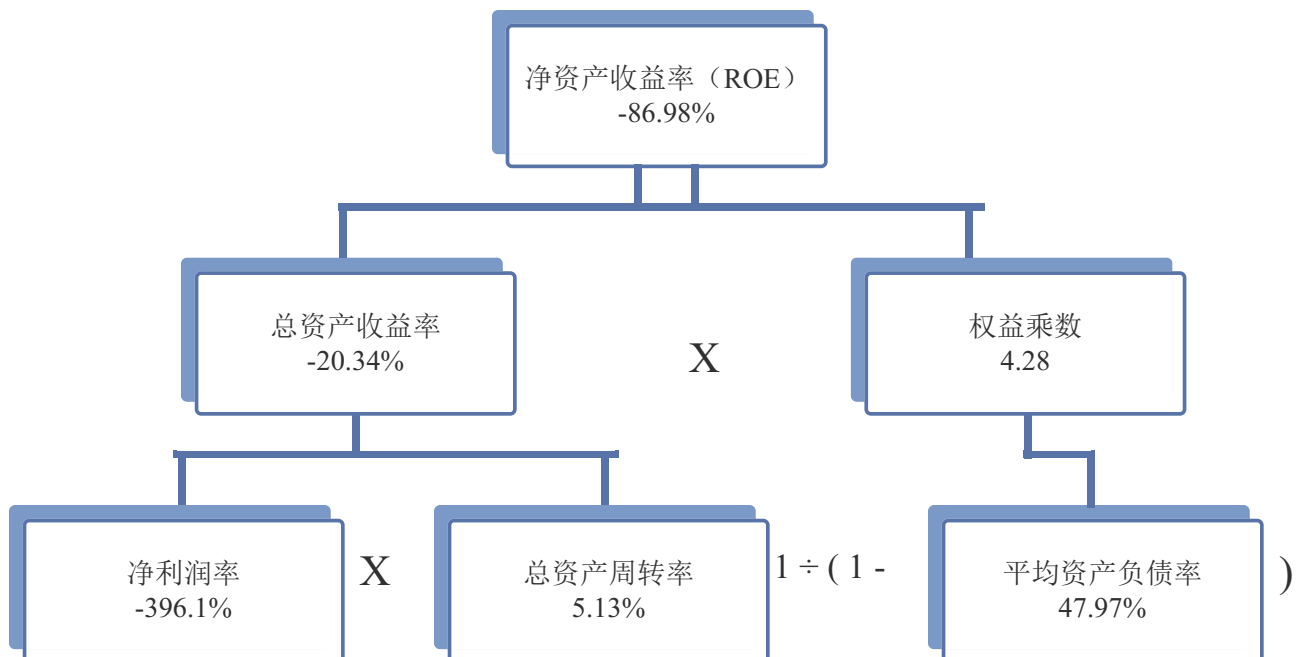 净资产收益率（ROE）
-86.98%
总资产收益率
-20.34%
X
权益乘数
4.28
净利润率
-396.1%
X
总资产周转率
5.13%
1 ÷ ( 1 -
平均资产负债率
47.97%
)